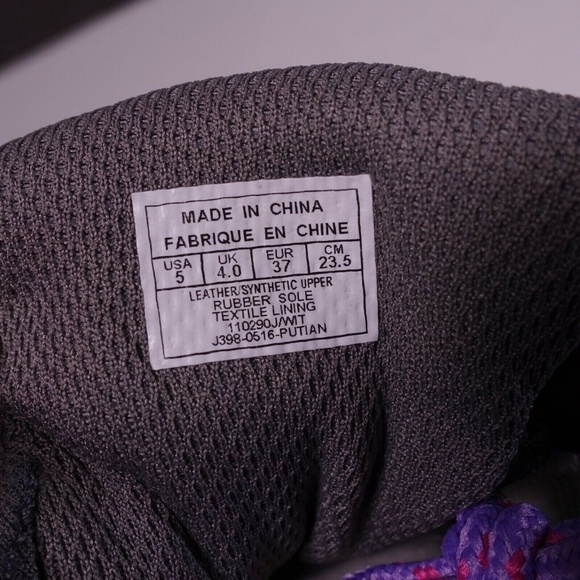 MADE IN CHINA
FABRIQUE EN CHINE
USA UK EUR CM
5 4.0 37 23.5
LEATHER/SYNTHETIC UPPER
RUBBER SOLE
TEXTILE LINING
110290J/WIT
J398-0516-PUTIAN